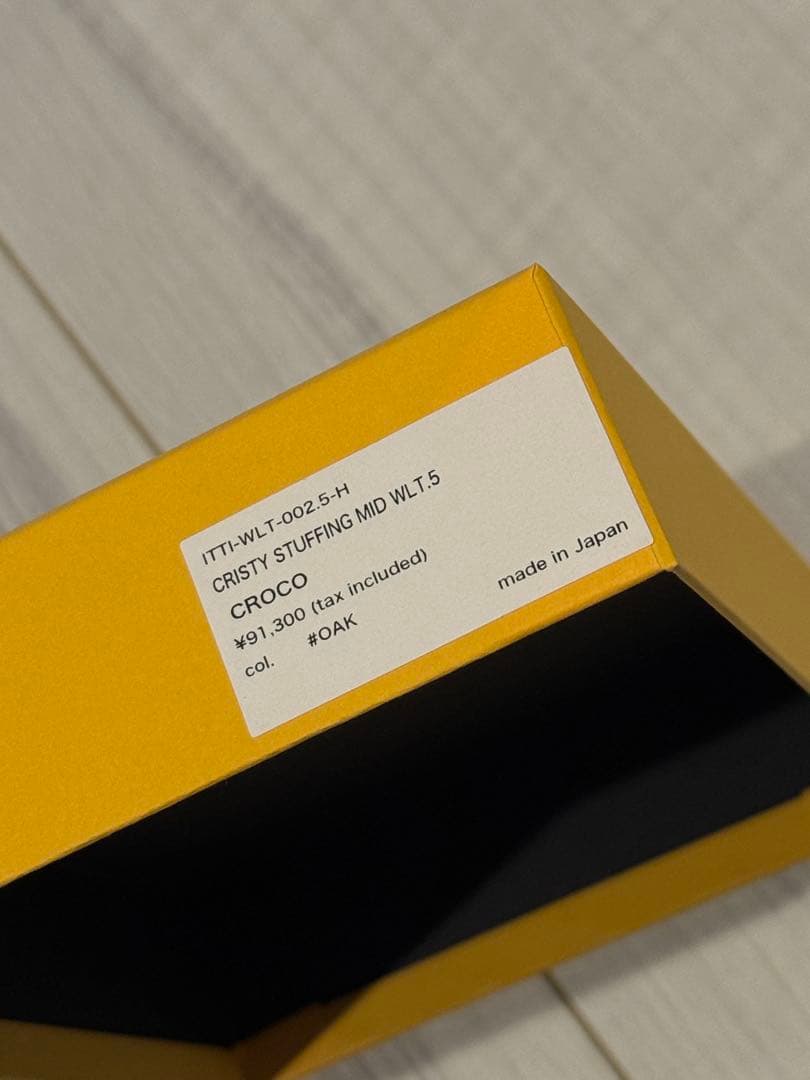 ITTI-WLT-002.5-H
CRISTY STUFFING MID WLT.5
CROCO
¥91,300 (tax included)
col. #OAK
made in Japan